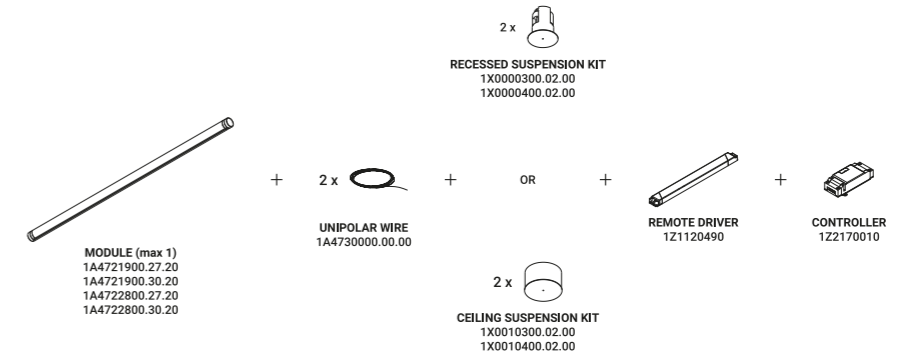 2 x
RECESSED SUSPENSION KIT
1X0000300.02.00
1X0000400.02.00
+
2 x
+
OR
+
+
UNIPOLAR WIRE
1A4730000.00.00
REMOTE DRIVER
1Z1120490
CONTROLLER
1Z2170010
MODULE (max 1)
1A4721900.27.20
1A4721900.30.20
1A4722800.27.20
1A4722800.30.20
2 x
CEILING SUSPENSION KIT
1X0010300.02.00
1X0010400.02.00